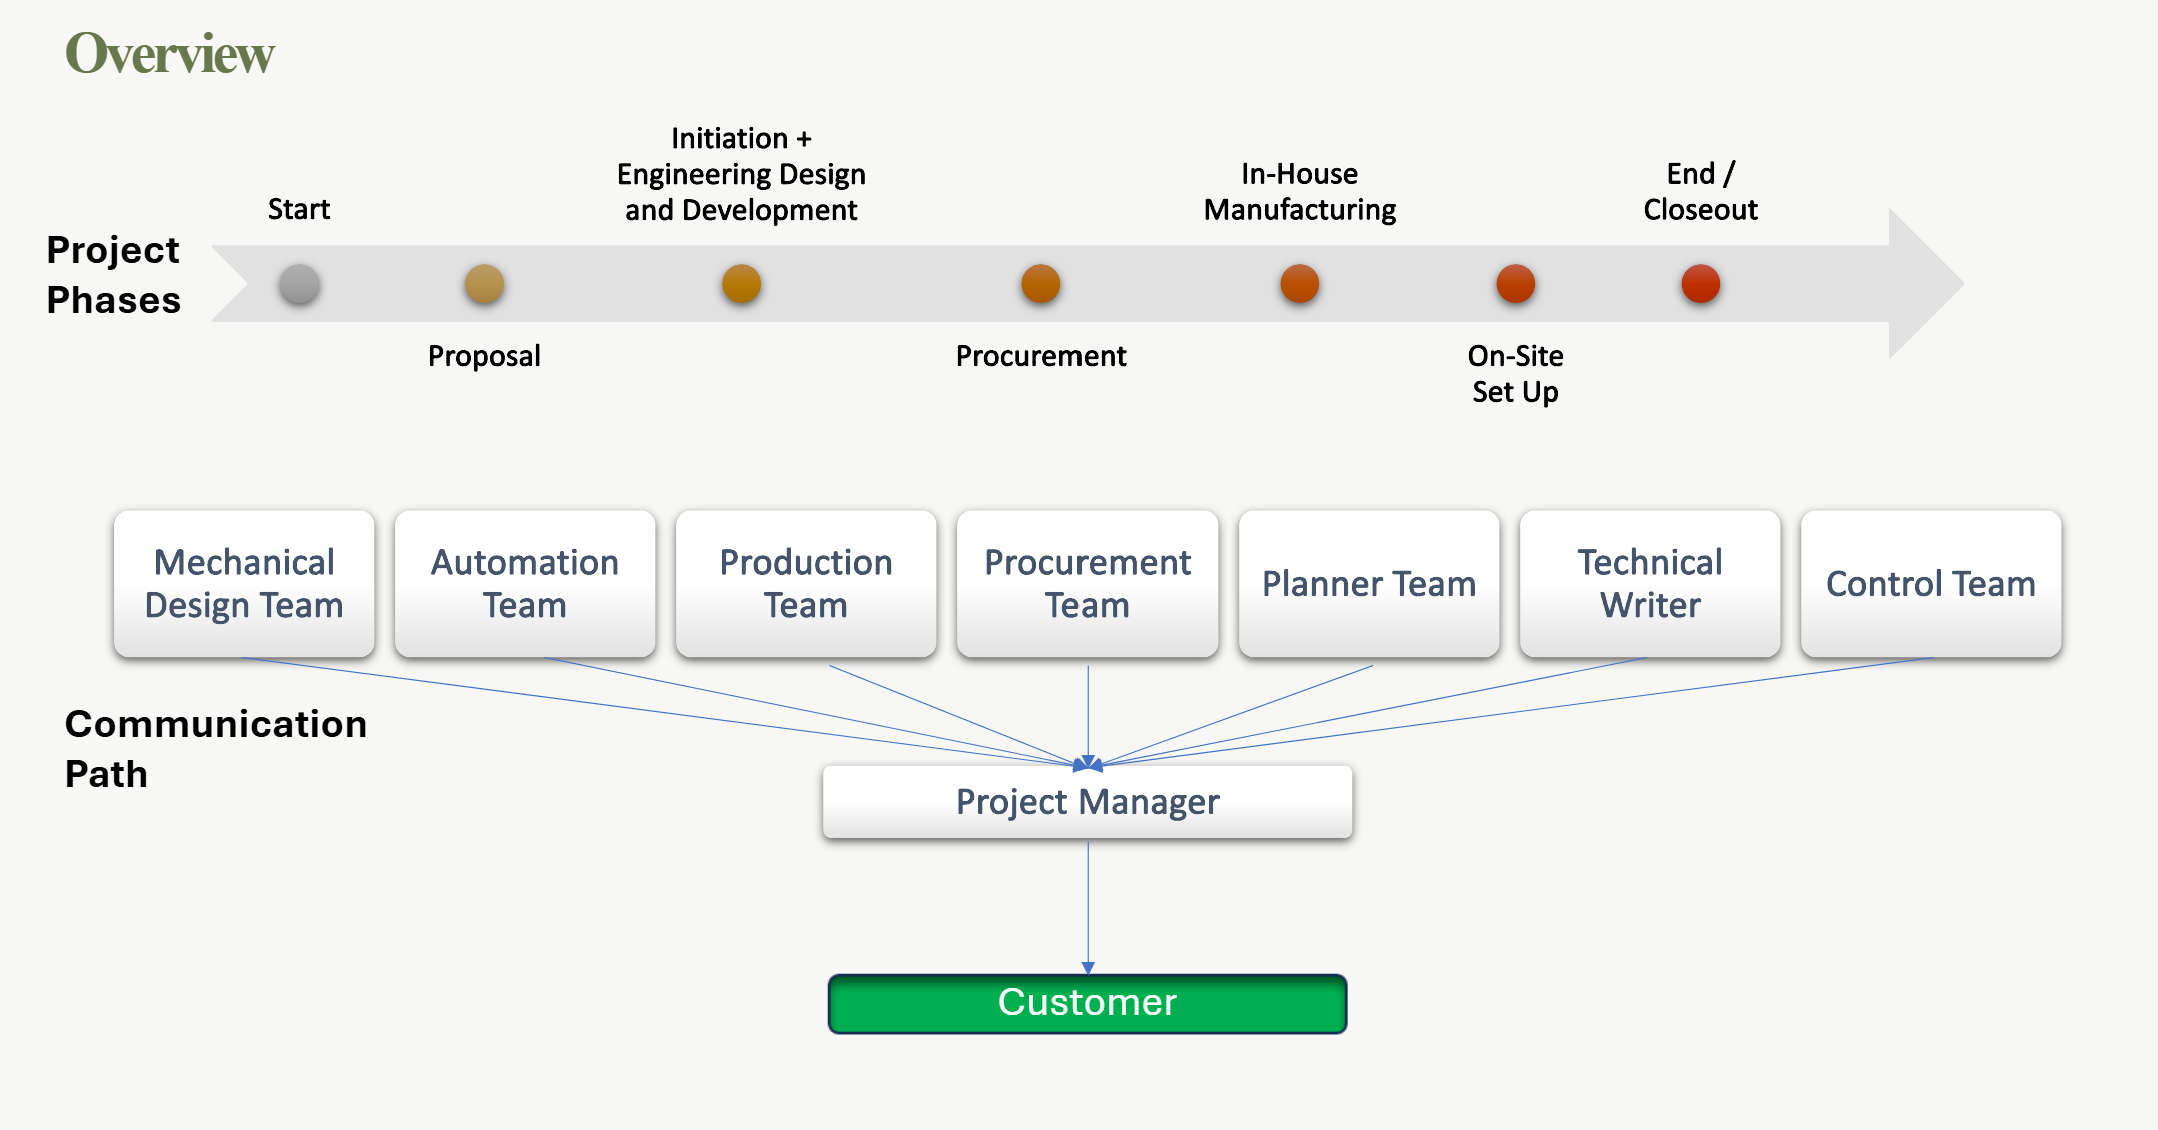 Overview
Initiation +
Engineering Design
and Development
In-House
Manufacturing
End /
Closeout
Start
Project
Phases
Proposal
Procurement
On-Site
Set Up
Mechanical
Design Team
Automation
Team
Production
Team
Procurement
Team
Planner Team
Technical
Writer
Control Team
Communication
Path
Project Manager
Customer